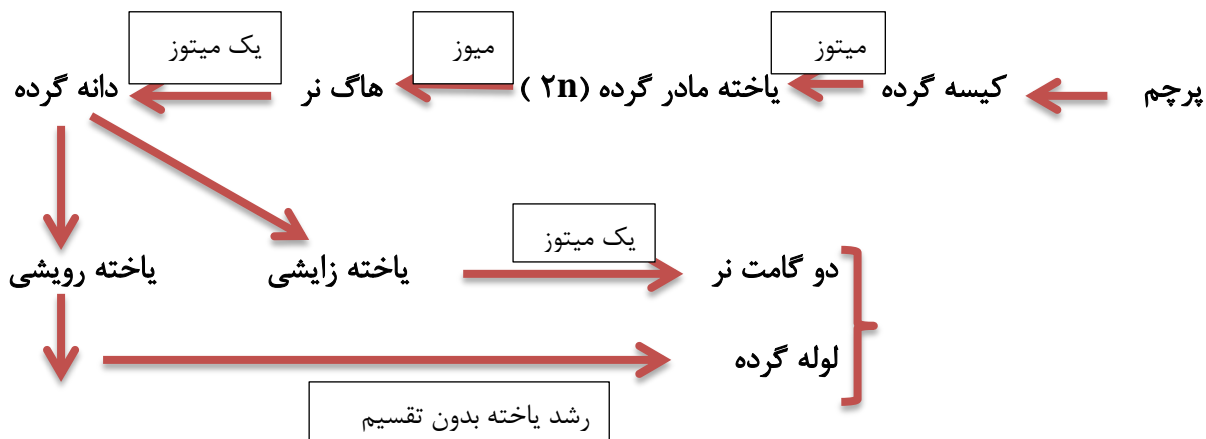 میتوز
میوز
یک میتوز
پرچم
کیسه گرده
یاخته مادر گرده (۲n )
هاگ نر
دانه گرده
یک میتوز
دو گامت نر
یاخته زایشی
یاخته رویشی
لوله گرده
رشد یاخته بدون تقسیم